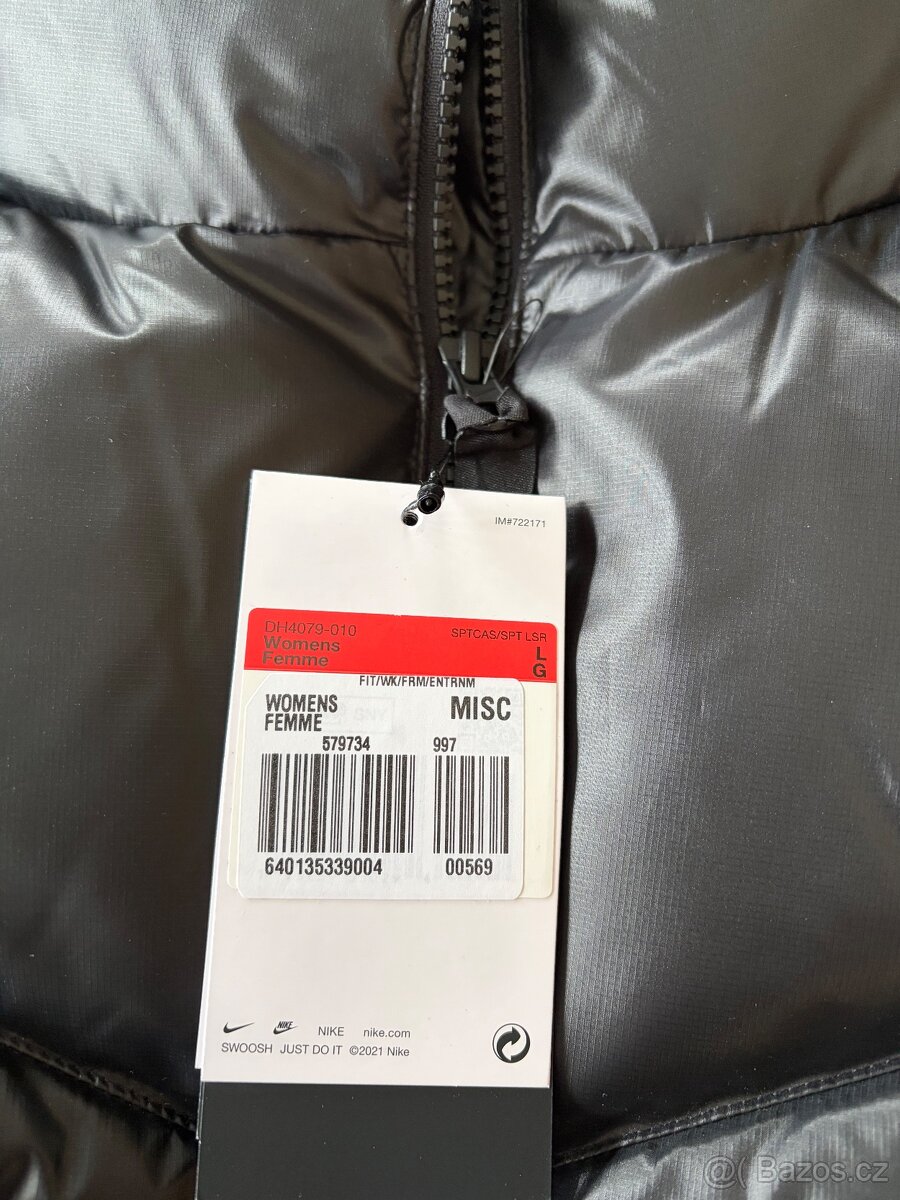 IM#722171
DH4079-010
SPTCAS/SPT LSR
Womens
Femme
L
G
FIT/WK/FRM/ENTRNM
WOMENS
FEMME
MISC
579734
997
640135339004
00569
NIKE
NIKE nike.com
SWOOSH JUST DO IT ©2021 Nike
@ Bazos.cz